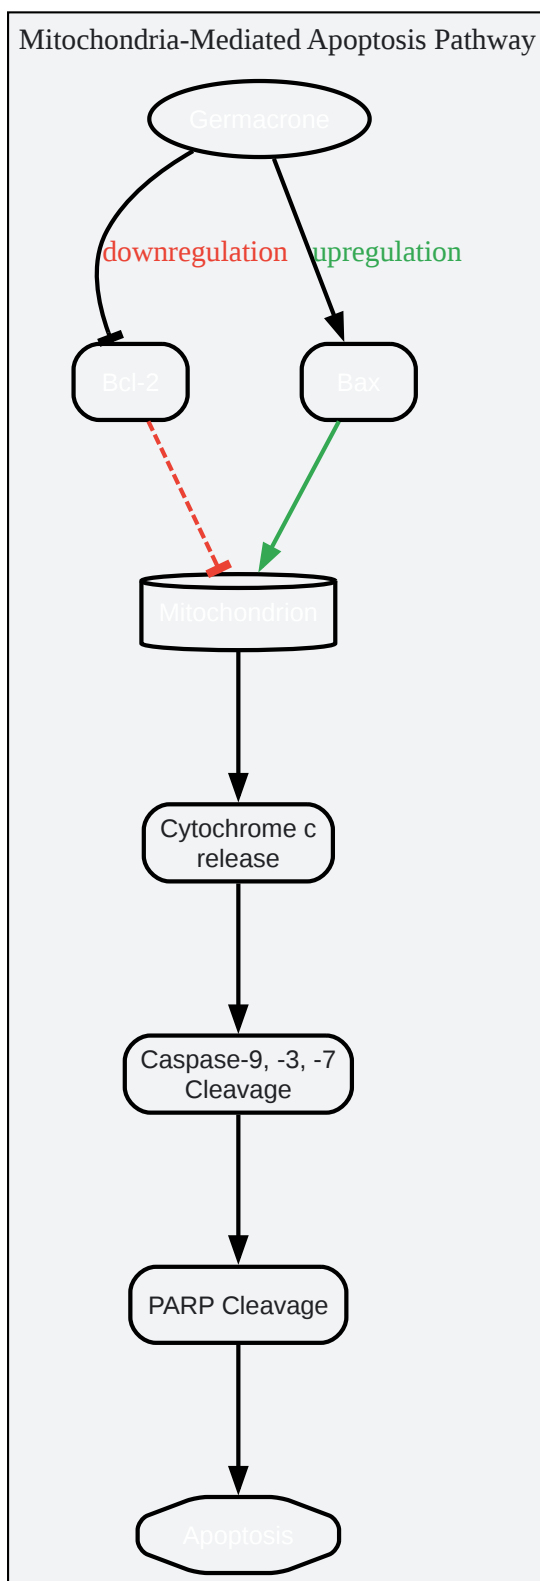 Mitochondria-Mediated Apoptosis Pathway
Germacrone
downregulation
upregulation
Bcl-2
Bax
Mitochondrion
Cytochrome c
release
Caspase-9, -3, -7
Cleavage
PARP Cleavage
Apoptosis